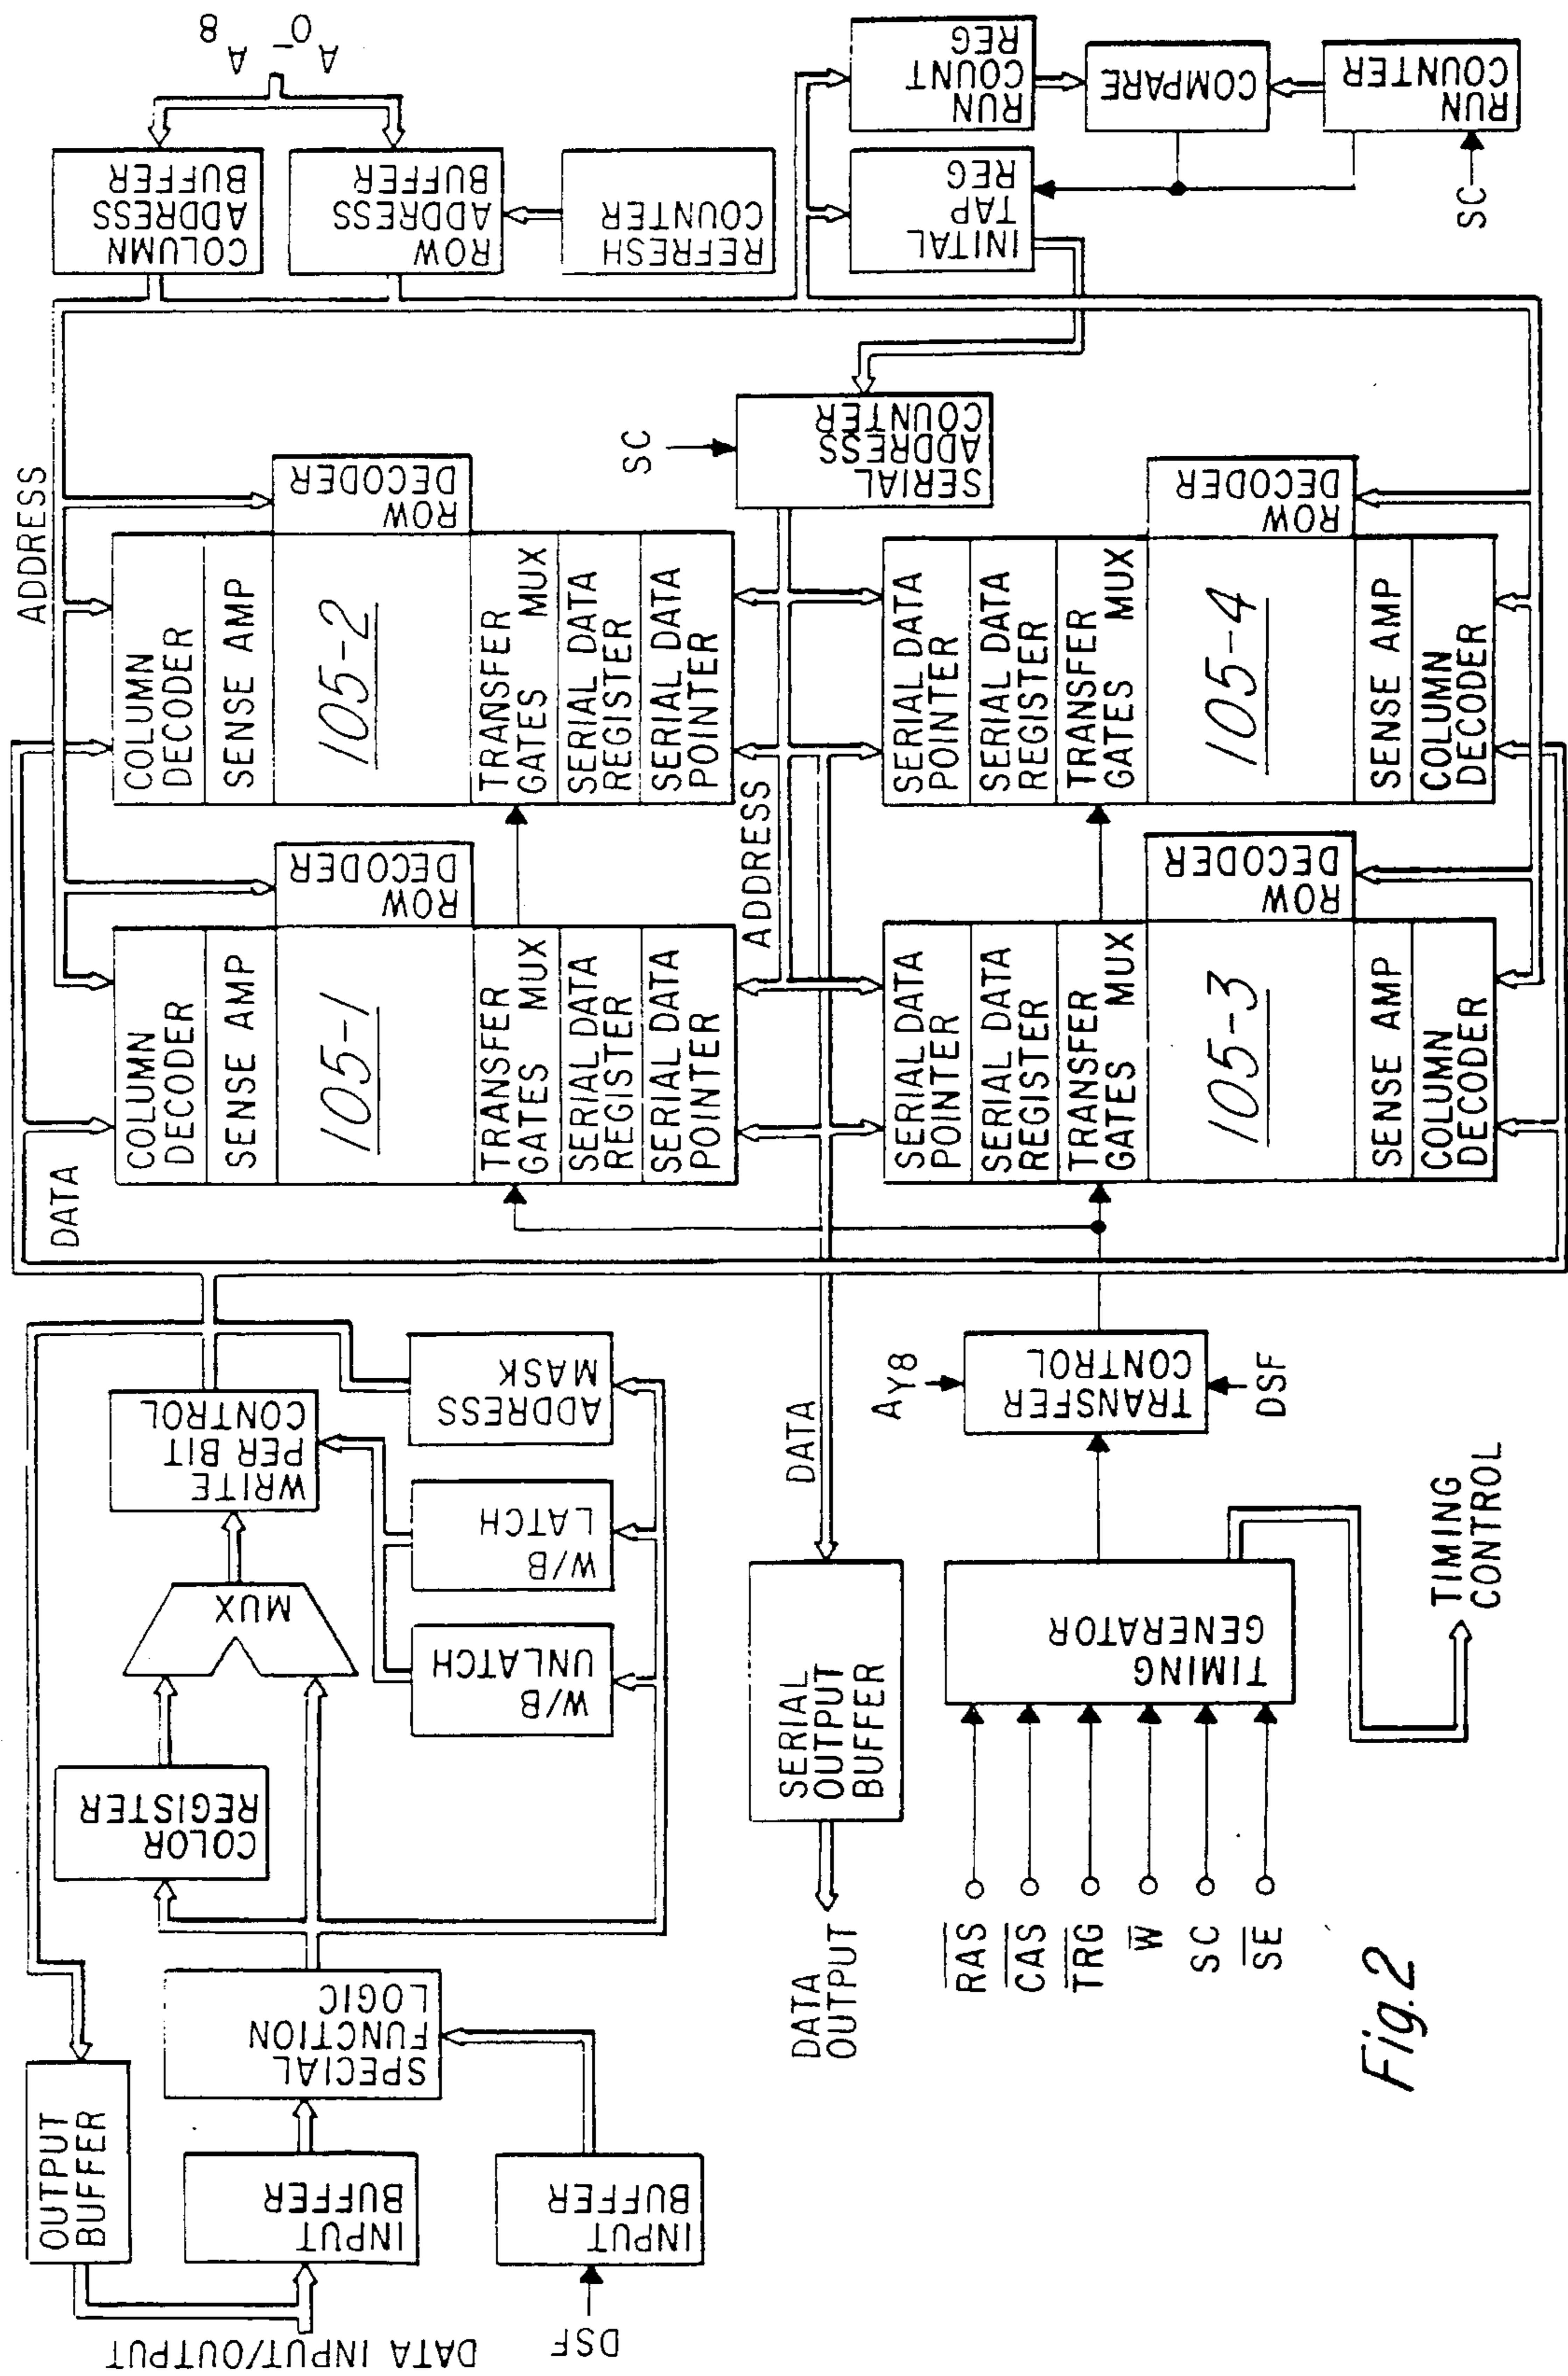 DATA INPUT/OUTPUT
OUTPUT
BUFFER
INPUT
BUFFER
DSF
INPUT
BUFFER
SPECIAL
FUNCTION
LOGIC
COLOR
REGISTER
MUX
W/B
UNLATCH
W/B
LATCH
ADDRESS
MASK
WRITE
PER BIT
CONTROL
DATA
DATA
OUTPUT
SERIAL
OUTPUT
BUFFER
DATA
RAS
CAS
TRG
W
SC
SE
TIMING
GENERATOR
TIMING
CONTROL
AY8
TRANSFER
CONTROL
DSF
COLUMN
DECODER
SENSE AMP
105-1
ROW
DECODER
TRANSFER
GATES MUX
SERIAL DATA
REGISTER
SERIAL DATA
POINTER
ADDRESS
COLUMN
DECODER
SENSE AMP
105-2
ROW
DECODER
TRANSFER
GATES MUX
SERIAL DATA
REGISTER
SERIAL DATA
POINTER
ADDRESS
SERIAL DATA
POINTER
SERIAL DATA
REGISTER
TRANSFER
GATES MUX
105-3
ROW
DECODER
SENSE AMP
COLUMN
DECODER
SERIAL DATA
POINTER
SERIAL DATA
REGISTER
TRANSFER
GATES MUX
105-4
ROW
DECODER
SENSE AMP
COLUMN
DECODER
SC
SERIAL
ADDRESS
COUNTER
COLUMN
ADDRESS
BUFFER
ROW
ADDRESS
BUFFER
REFRESH
COUNTER
A0-A8
INITAL
TAP
REG
RUN
COUNT
REG
COMPARE
RUN
COUNTER
SC
Fig.2